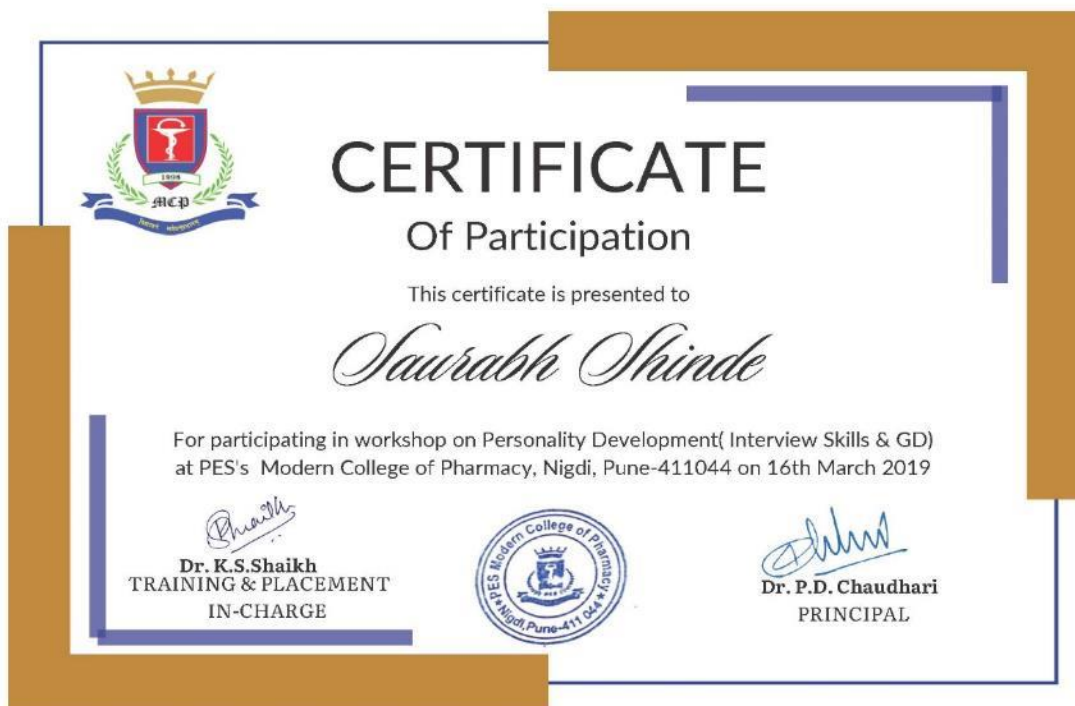 1998
MCP
CERTIFICATE
Of Participation
This certificate is presented to
Saurabh Shinde
For participating in workshop on Personality Development( Interview Skills & GD)
at PES's Modern College of Pharmacy, Nigdi, Pune-411044 on 16th March 2019
Dr. K.S.Shaikh
TRAINING & PLACEMENT
IN-CHARGE
PES Modern College of Pharmacy
Nigdi, Pune-411 044
Dr. P.D. Chaudhari
PRINCIPAL